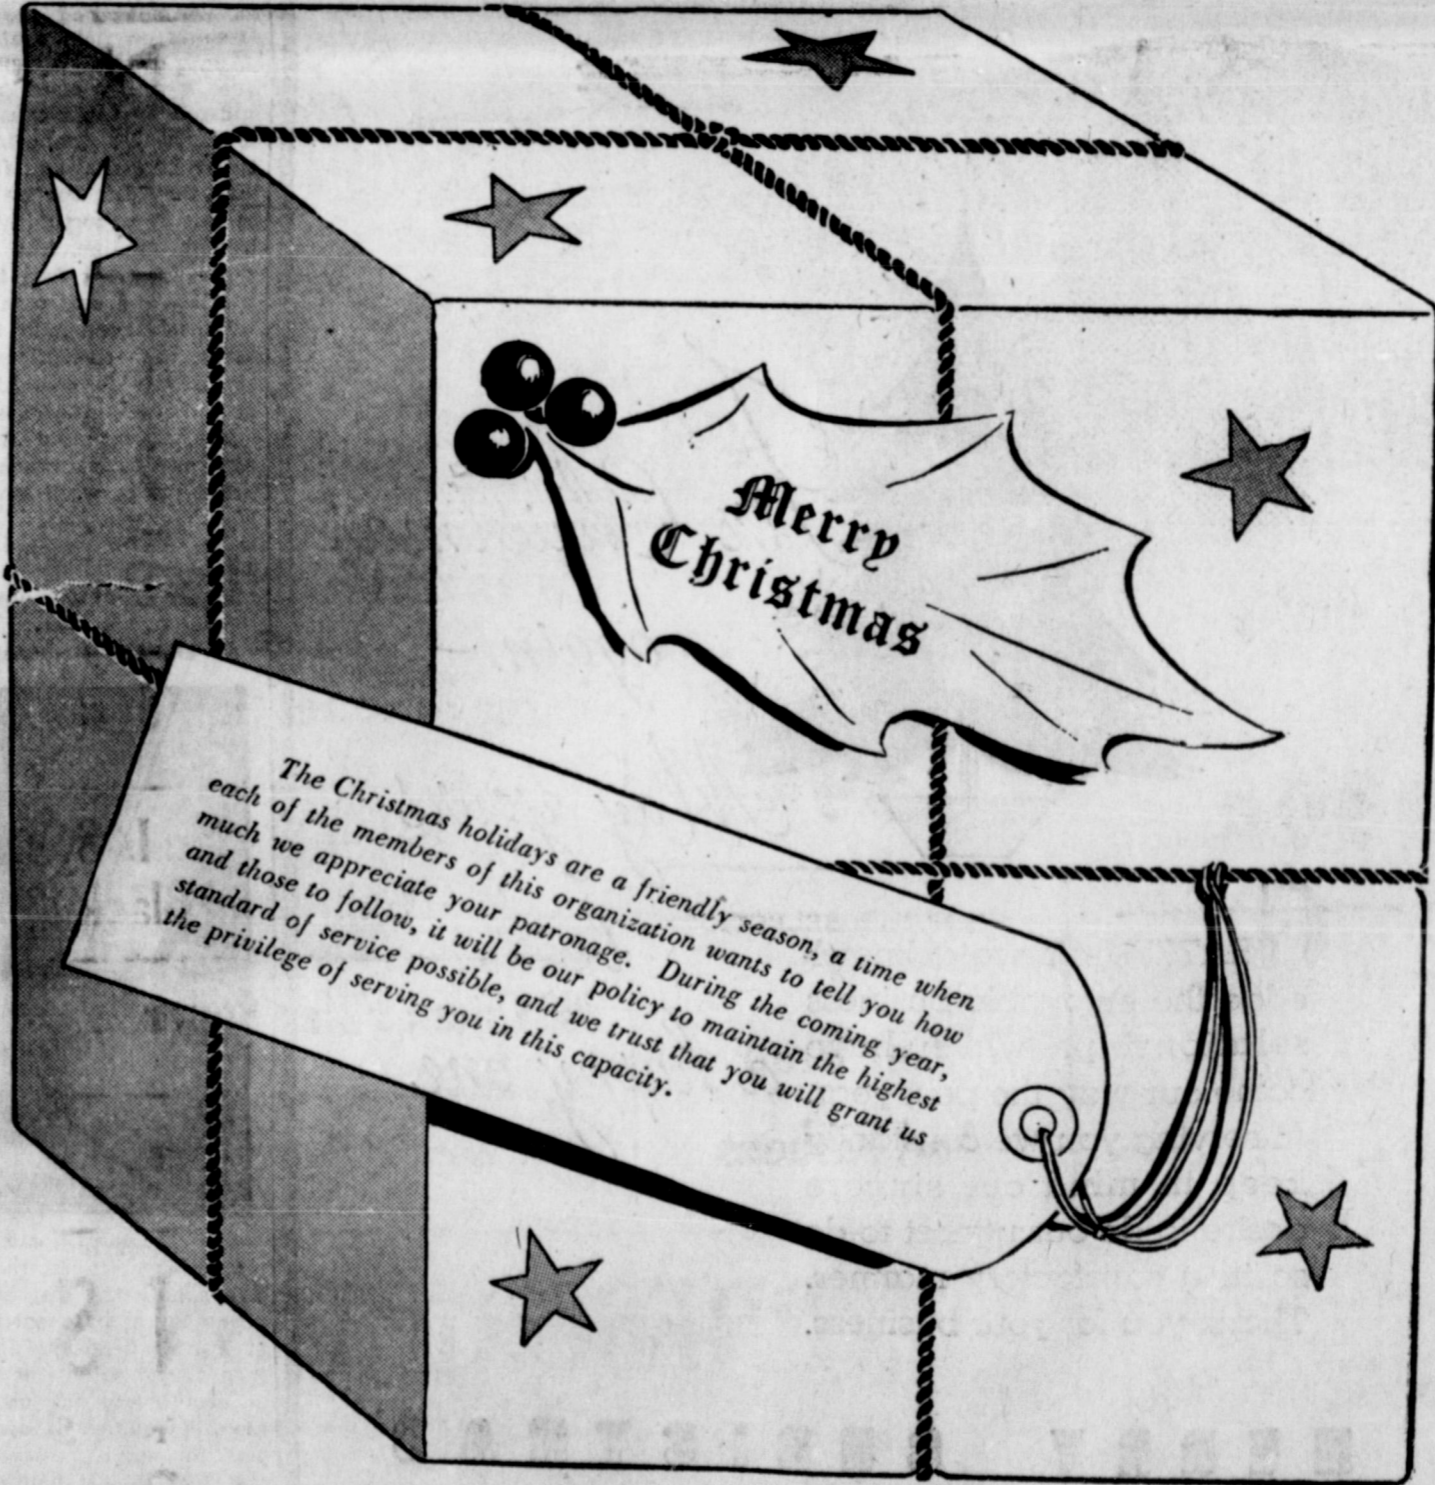 Merry
Christmas
The Christmas holidays are a friendly season, a time when
each of the members of this organization wants to tell you how
much we appreciate your patronage. During the coming year,
and those to follow, it will be our policy to maintain the highest
standard of service possible, and we trust that you will grant us
the privilege of serving you in this capacity.